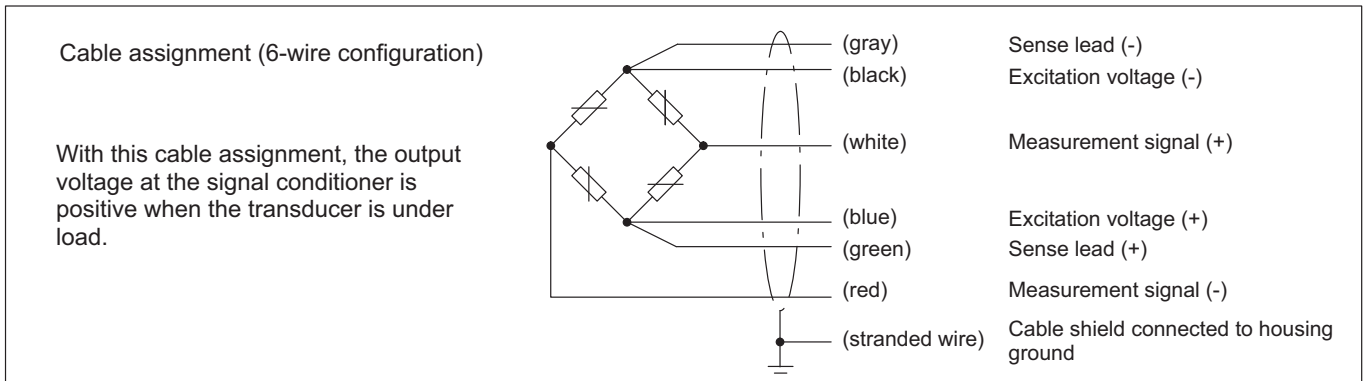 Cable assignment (6-wire configuration)
With this cable assignment, the output
voltage at the signal conditioner is
positive when the transducer is under
load.
(gray) Sense lead (-)
(black) Excitation voltage (-)
(white) Measurement signal (+)
(blue) Excitation voltage (+)
(green) Sense lead (+)
(red) Measurement signal (-)
(stranded wire) Cable shield connected to housing
ground